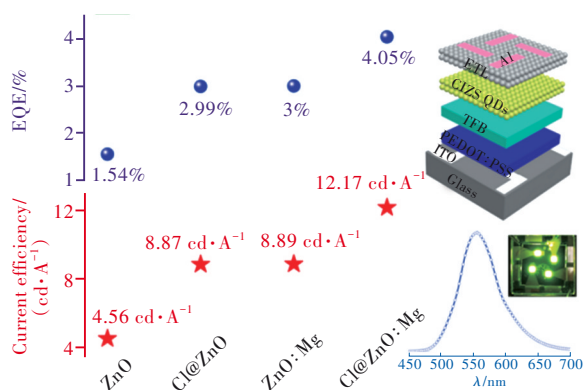 EQE/%
4
3
2
1
1.54%
2.99%
3%
4.05%
Current efficiency/
(cd·A⁻¹)
12
8
4
4.56 cd·A⁻¹
8.87 cd·A⁻¹
8.89 cd·A⁻¹
12.17 cd·A⁻¹
ZnO
Cl@ZnO
ZnO:Mg
Cl@ZnO:Mg
ETL
Al
CIZS QDs
TFB
PEDOT:PSS
ITO
Glass
450 500 550 600 650 700
λ/nm